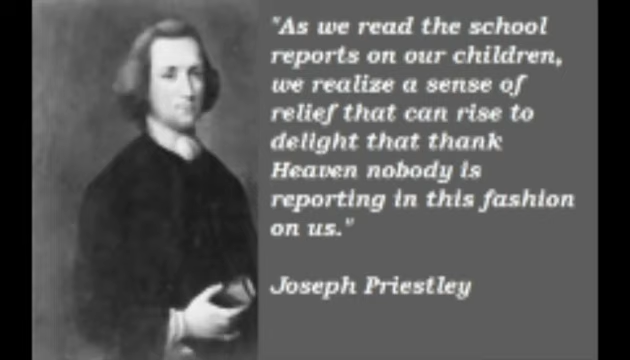 "As we read the school
reports on our children,
we realize a sense of
relief that can rise to
delight that thank
Heaven nobody is
reporting in this fashion
on us."
Joseph Priestley